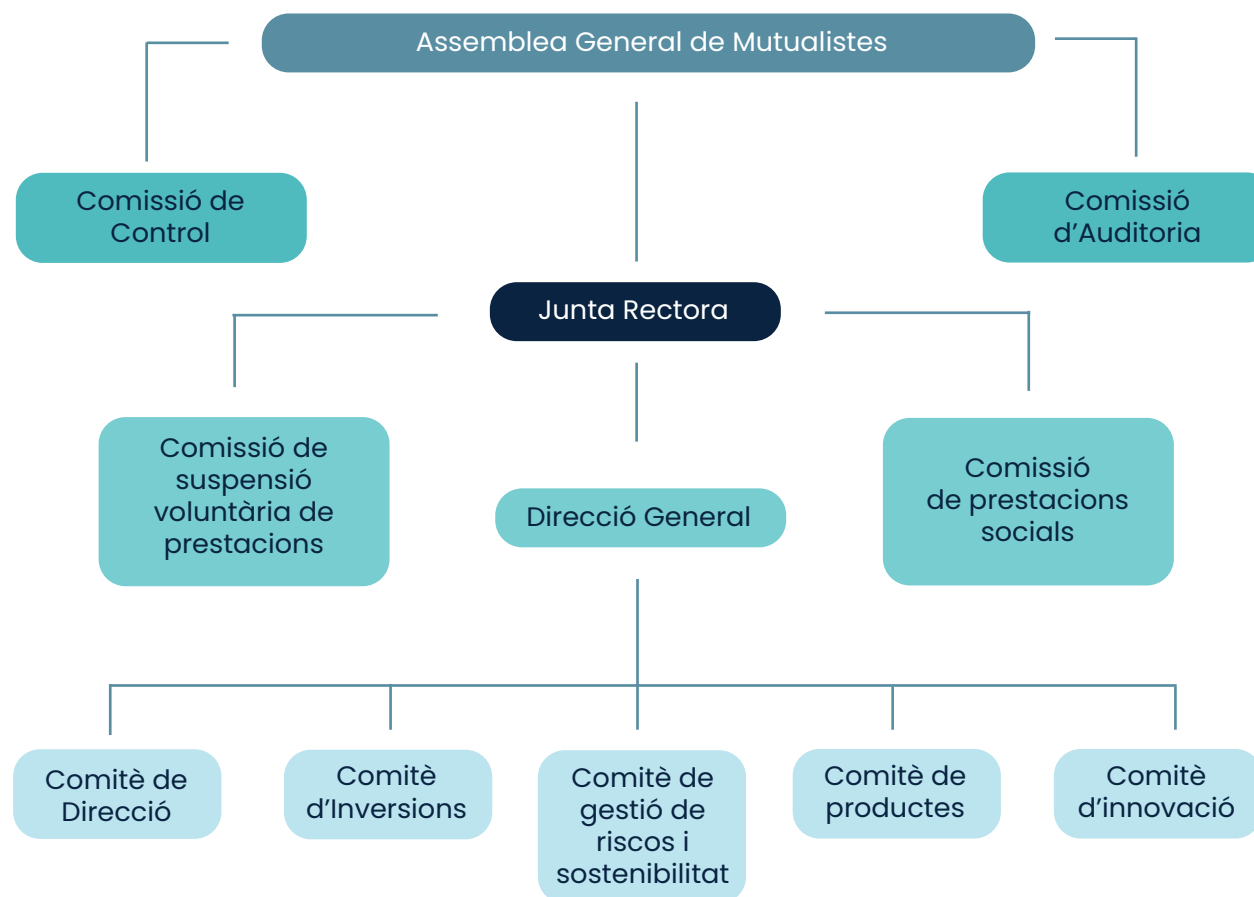 Assemblea General de Mutualistes
Comissió de
Control
Comissió
d’Auditoria
Junta Rectora
Comissió de
suspensió
voluntària de
prestacions
Direcció General
Comissió
de prestacions
socials
Comitè de
Direcció
Comitè
d’Inversions
Comitè de
gestió de
riscos i
sostenibilitat
Comitè de
productes
Comitè
d’innovació